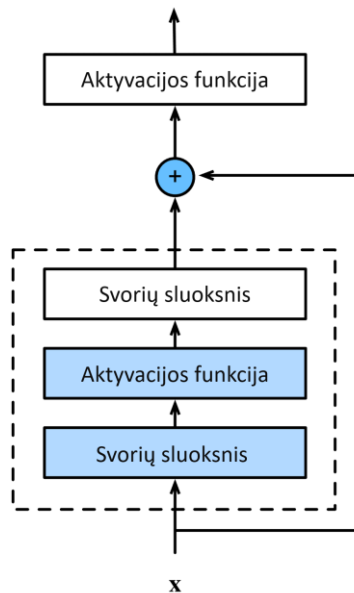 Aktyvacijos funkcija
+
Svorių sluoksnis
Aktyvacijos funkcija
Svorių sluoksnis
x